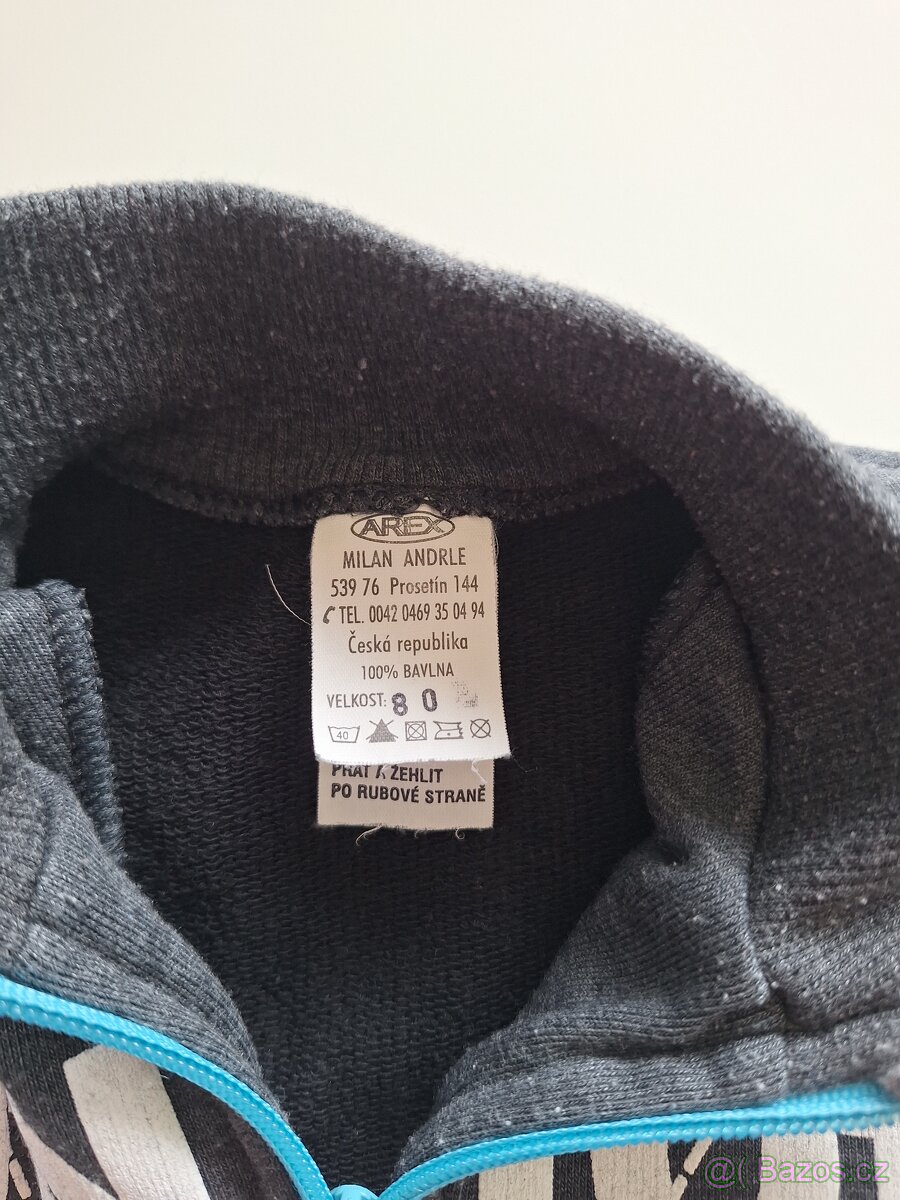 AREX
MILAN ANDRLE
539 76 Prosetín 144
TEL. 0042 0469 35 04 94
Česká republika
100% BAVLNA
VELKOST: 80
40
PRÁT A ŽEHLIT
PO RUBOVÉ STRANĚ
@ Bazos.cz